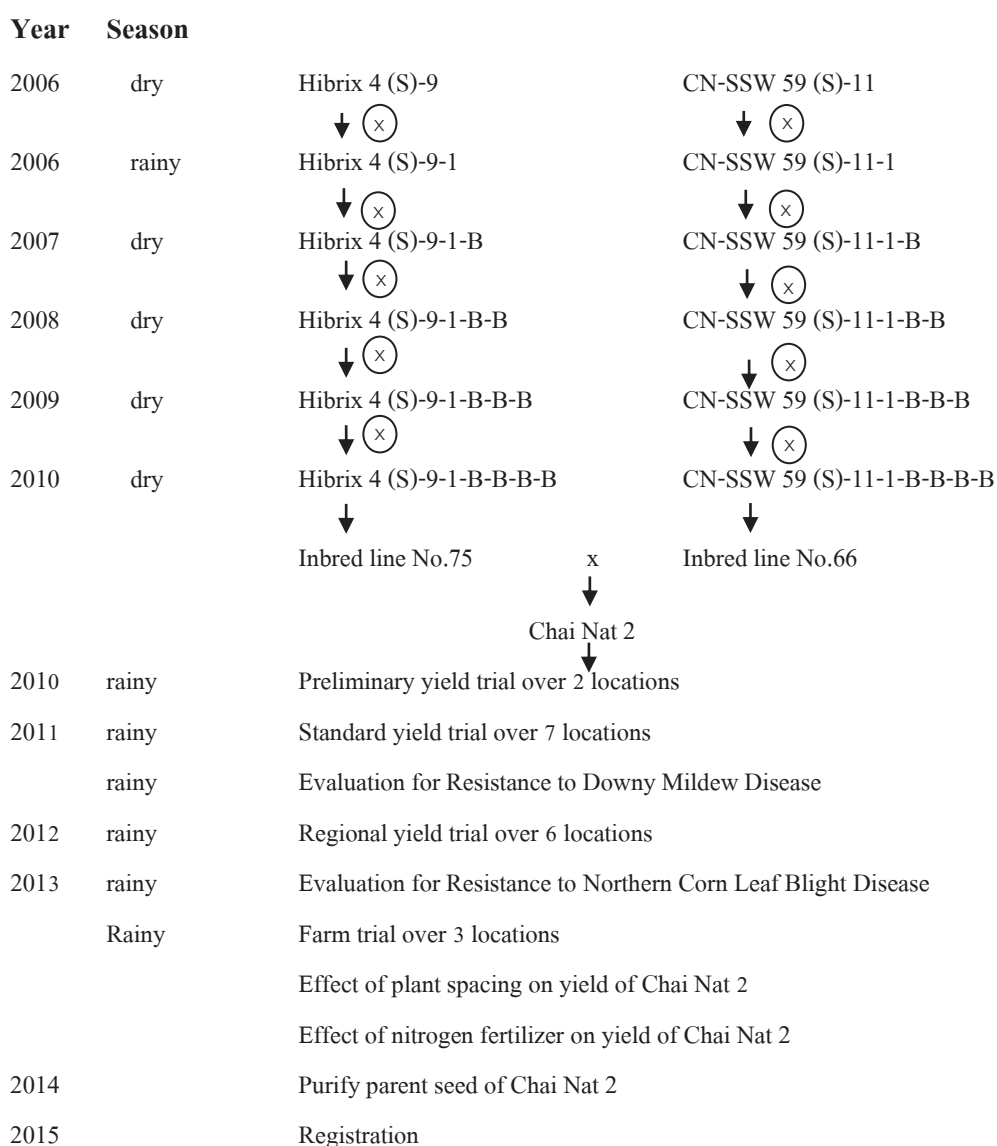 Year Season
2006 dry Hibrix 4 (S)-9 CN-SSW 59 (S)-11
x x
2006 rainy Hibrix 4 (S)-9-1 CN-SSW 59 (S)-11-1
x x
2007 dry Hibrix 4 (S)-9-1-B CN-SSW 59 (S)-11-1-B
x x
2008 dry Hibrix 4 (S)-9-1-B-B CN-SSW 59 (S)-11-1-B-B
x x
2009 dry Hibrix 4 (S)-9-1-B-B-B CN-SSW 59 (S)-11-1-B-B-B
x x
2010 dry Hibrix 4 (S)-9-1-B-B-B-B CN-SSW 59 (S)-11-1-B-B-B-B
Inbred line No.75 x Inbred line No.66
Chai Nat 2
2010 rainy Preliminary yield trial over 2 locations
2011 rainy Standard yield trial over 7 locations
rainy Evaluation for Resistance to Downy Mildew Disease
2012 rainy Regional yield trial over 6 locations
2013 rainy Evaluation for Resistance to Northern Corn Leaf Blight Disease
Rainy Farm trial over 3 locations
Effect of plant spacing on yield of Chai Nat 2
Effect of nitrogen fertilizer on yield of Chai Nat 2
2014 Purify parent seed of Chai Nat 2
2015 Registration